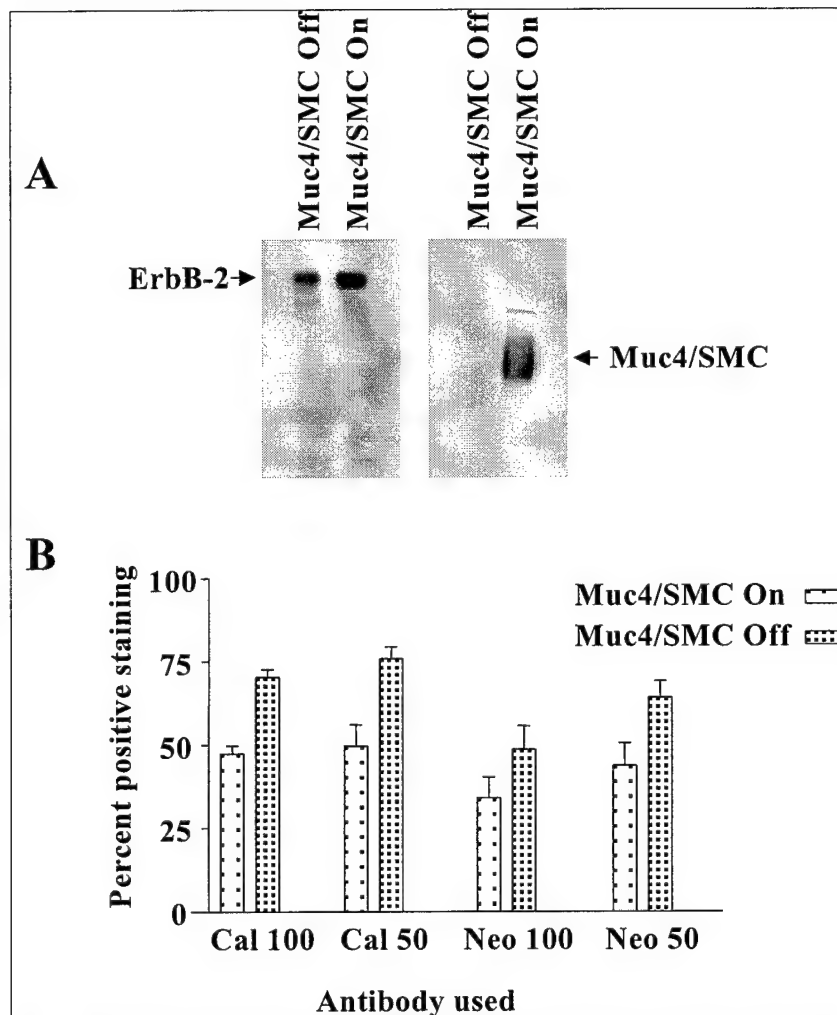 A
Muc4/SMC Off
Muc4/SMC On
Muc4/SMC Off
Muc4/SMC On
ErbB-2
Muc4/SMC
B
Muc4/SMC On
Muc4/SMC Off
Percent positive staining
100
75
50
25
0
Cal 100 Cal 50 Neo 100 Neo 50
Antibody used